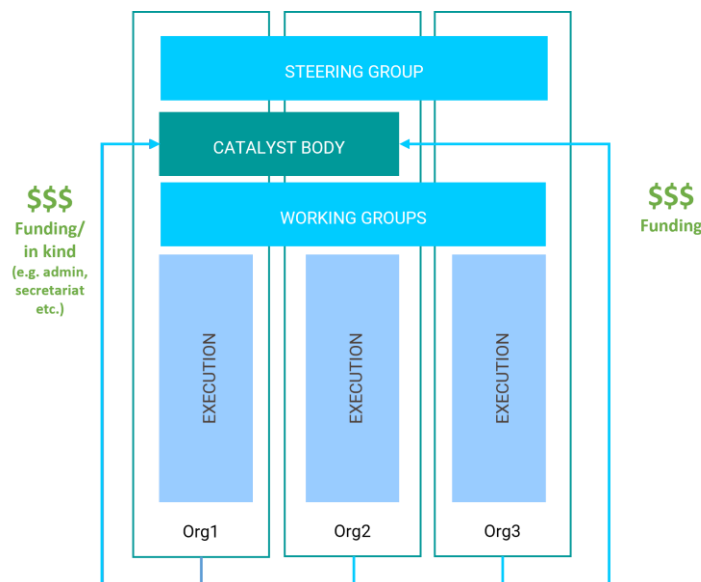 STEERING GROUP
CATALYST BODY
$$$
Funding/
in kind
(e.g. admin,
secretariat
etc.)
$$$
Funding
WORKING GROUPS
EXECUTION
EXECUTION
EXECUTION
Org1
Org2
Org3